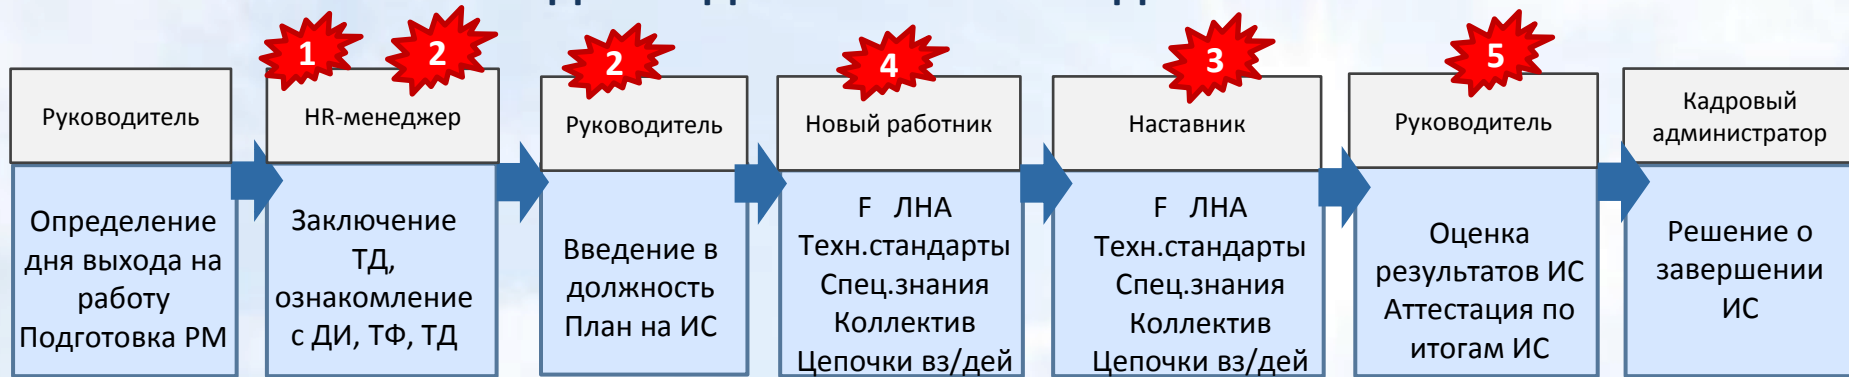 1
2
2
4
3
5
Руководитель
HR-менеджер
Руководитель
Новый работник
Наставник
Руководитель
Кадровый
администратор
Определение
дня выхода на
работу
Подготовка РМ
Заключение
ТД,
ознакомление
с ДИ, ТФ, ТД
Введение в
должность
План на ИС
F ЛНА
Техн.стандарты
Спец.знания
Коллектив
Цепочки вз/дей
F ЛНА
Техн.стандарты
Спец.знания
Коллектив
Цепочки вз/дей
Оценка
результатов ИС
Аттестация по
итогам ИС
Решение о
завершении
ИС